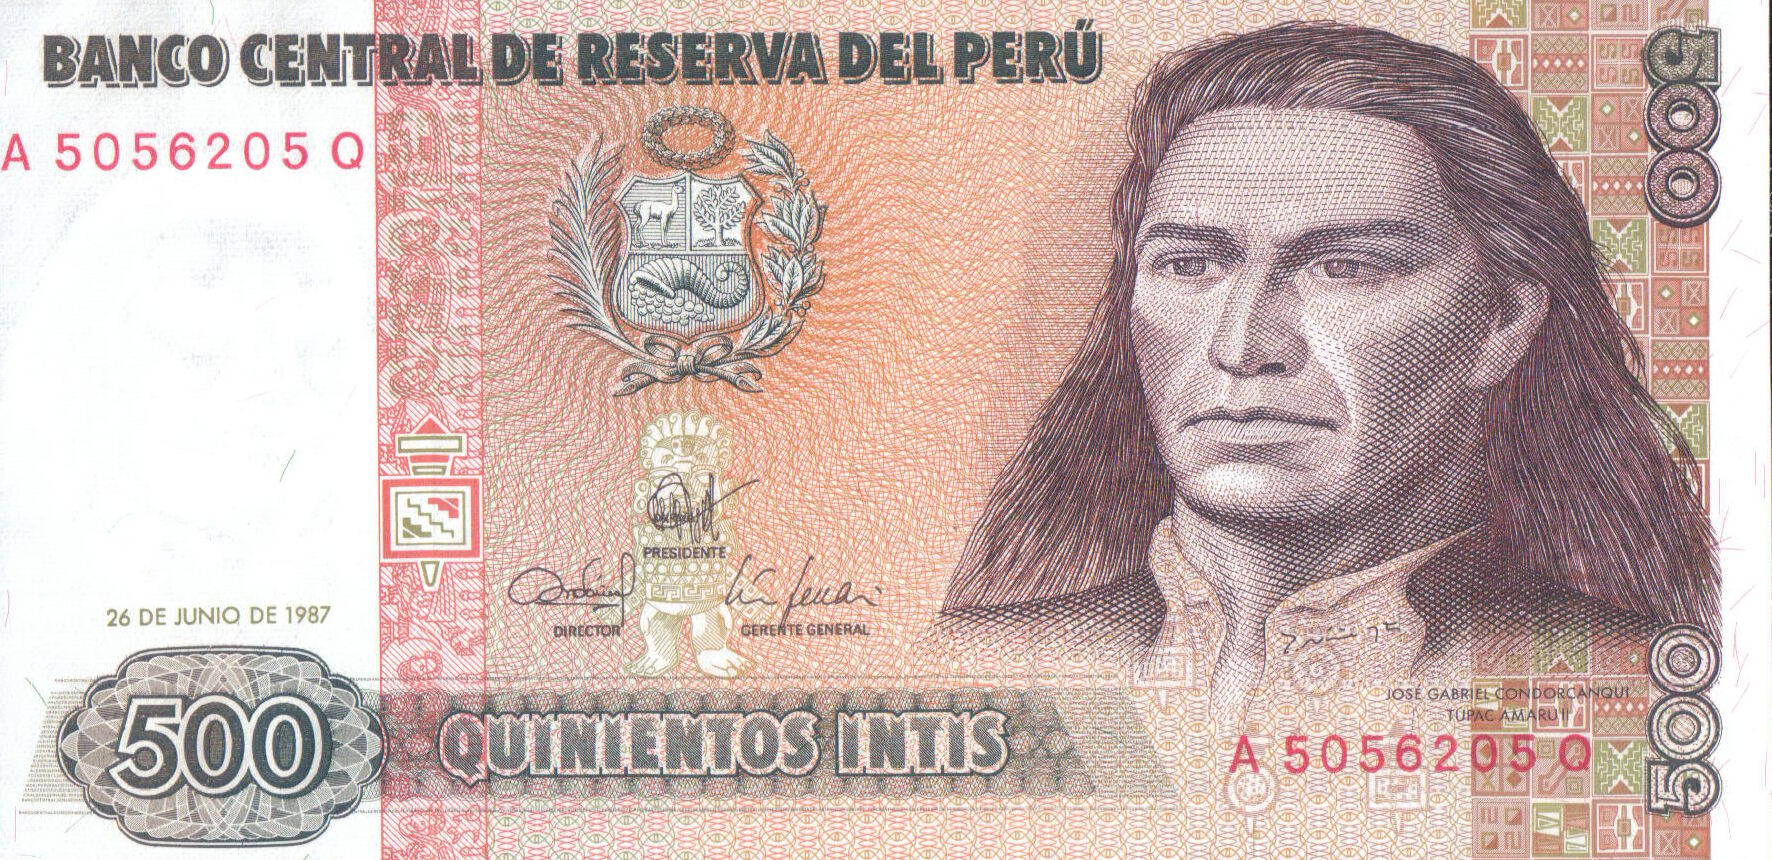 BANCO CENTRAL DE RESERVA DEL PERÚ
A 5056205 Q
500
PRESIDENTE
DIRECTOR
GERENTE GENERAL
26 DE JUNIO DE 1987
500
QUINIENTOS INTIS
JOSÉ GABRIEL CONDORCANQUI
TUPAC AMARU II
A 5056205 Q
500